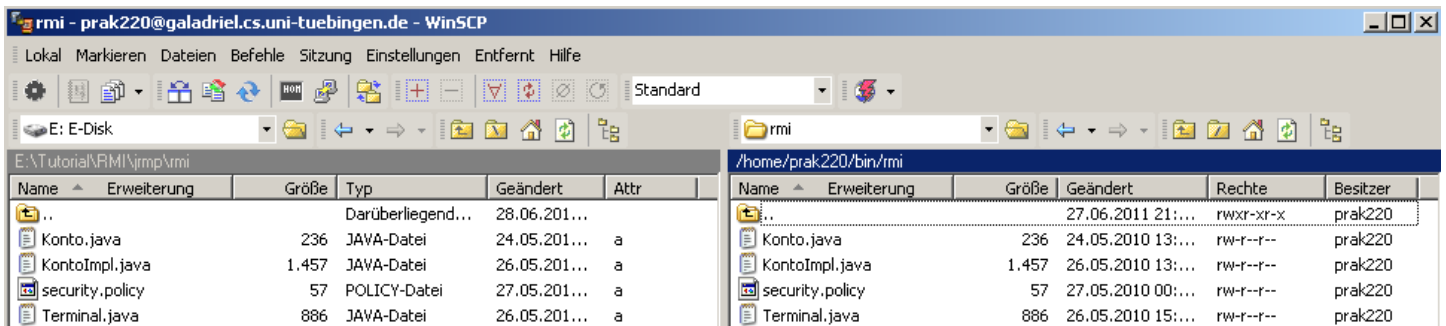 rmi - prak220@galadriel.cs.uni-tuebingen.de - WinSCP
Lokal Markieren Dateien Befehle Sitzung Einstellungen Entfernt Hilfe
Standard
E: E-Disk rmi
E:\Tutorial\RMI\jrmp\rmi /home/prak220/bin/rmi
Name Erweiterung Größe Typ Geändert Attr Name Erweiterung Größe Geändert Rechte Besitzer
.. Darüberliegend... 28.06.201... .. 27.06.2011 21:... rwxr-xr-x prak220
Konto.java 236 JAVA-Datei 24.05.201... a Konto.java 236 24.05.2010 13:... rw-r--r-- prak220
KontoImpl.java 1.457 JAVA-Datei 26.05.201... a KontoImpl.java 1.457 26.05.2010 13:... rw-r--r-- prak220
security.policy 57 POLICY-Datei 27.05.201... a security.policy 57 27.05.2010 00:... rw-r--r-- prak220
Terminal.java 886 JAVA-Datei 26.05.201... a Terminal.java 886 26.05.2010 15:... rw-r--r-- prak220